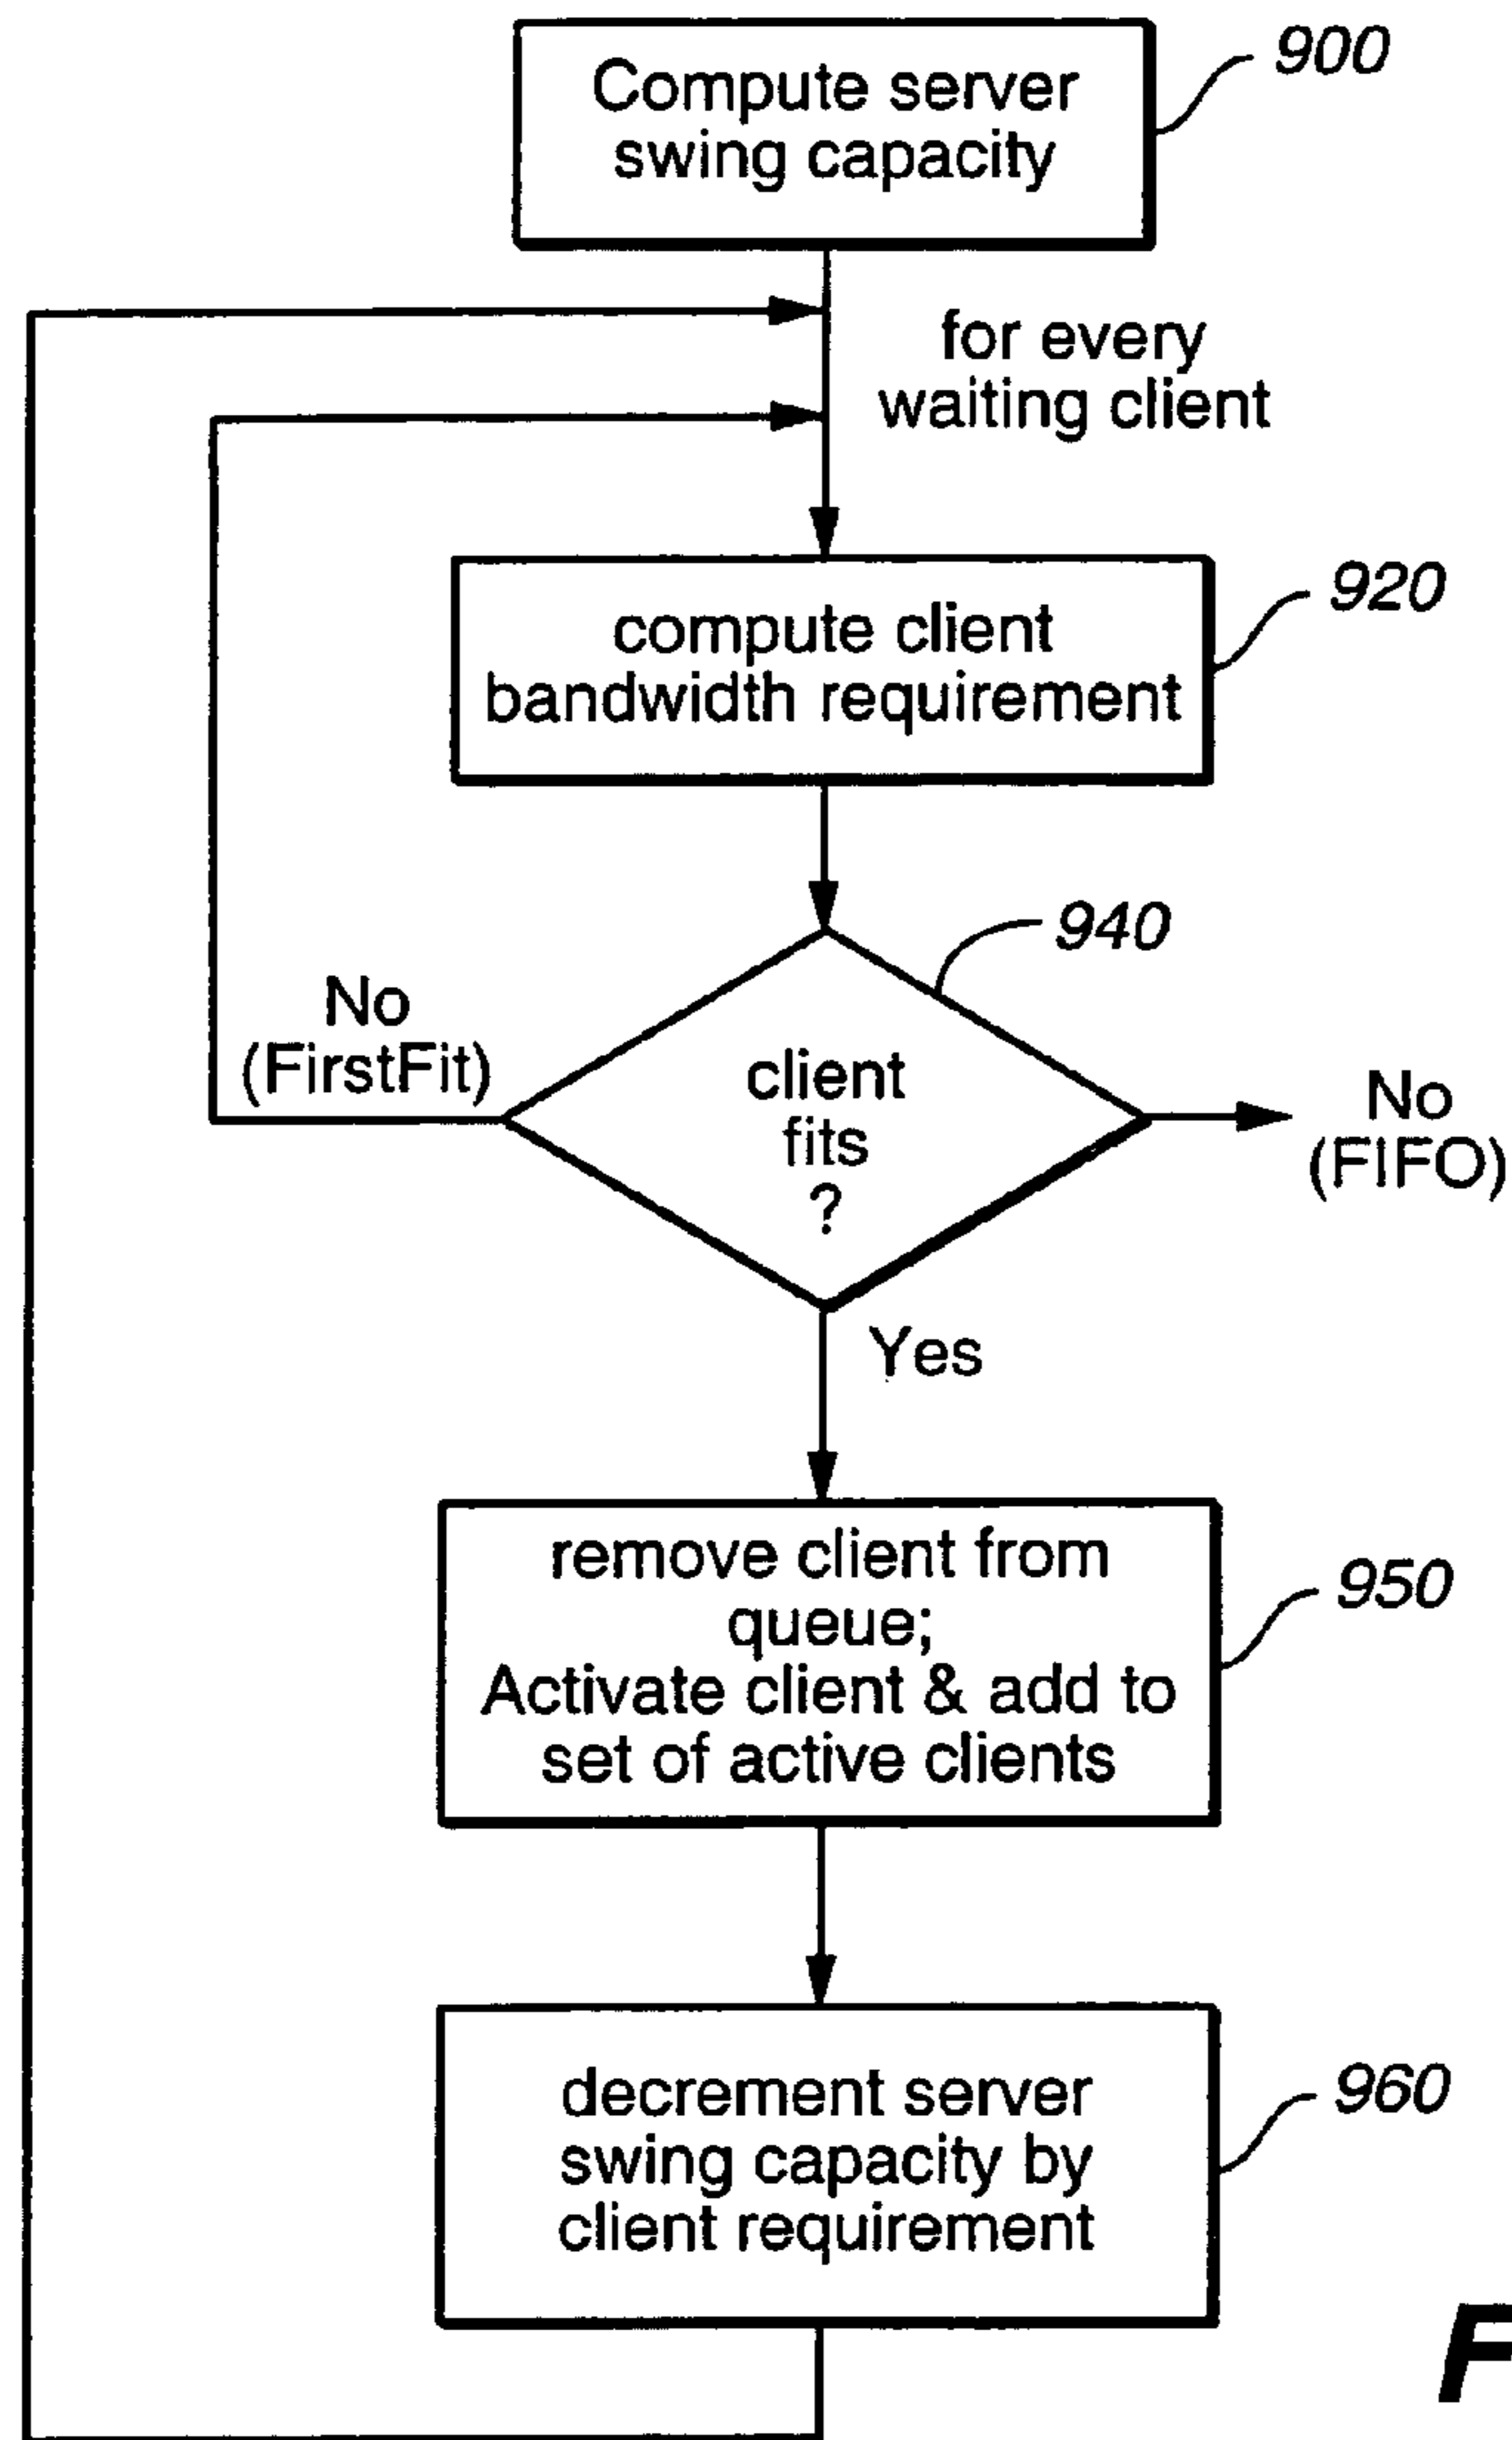 Compute server
swing capacity
900
for every
waiting client
compute client
bandwidth requirement
920
940
No
(FirstFit)
client
fits
?
No
(FIFO)
Yes
remove client from
queue;
Activate client & add to
set of active clients
950
decrement server
swing capacity by
client requirement
960
F